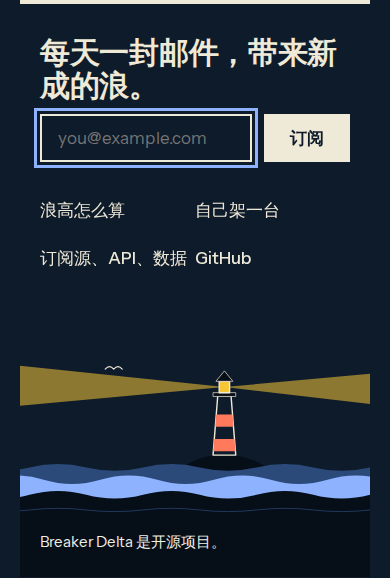 每天一封邮件，带来新
成的浪。
you@example.com
订阅
浪高怎么算
自己架一台
订阅源、API、数据
GitHub
Breaker Delta 是开源项目。